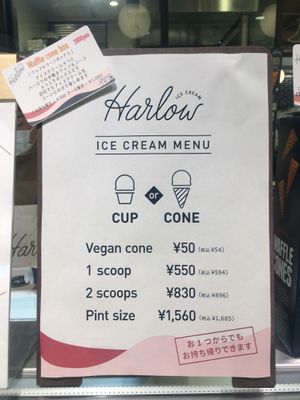 Harlow
Waffle cone box
Harlow
ICE CREAM
ICE CREAM MENU
or
CUP
CONE
Vegan cone ¥50 (税込 ¥54)
1 scoop ¥550 (税込 ¥594)
2 scoops ¥830 (税込 ¥896)
Pint size ¥1,560 (税込 ¥1,685)
お1つからでも
お持ち帰りできます
WAFFLE
CONES